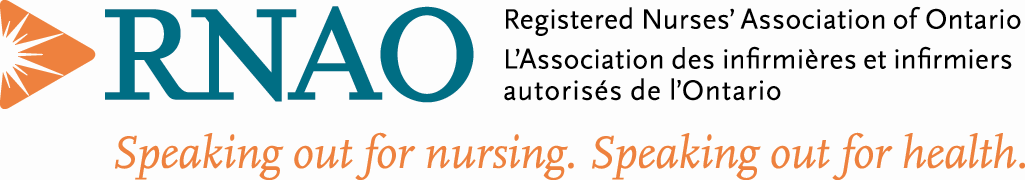 RNAO
Registered Nurses’ Association of Ontario
L’Association des infirmières et infirmiers
autorisés de l’Ontario
Speaking out for nursing. Speaking out for health.